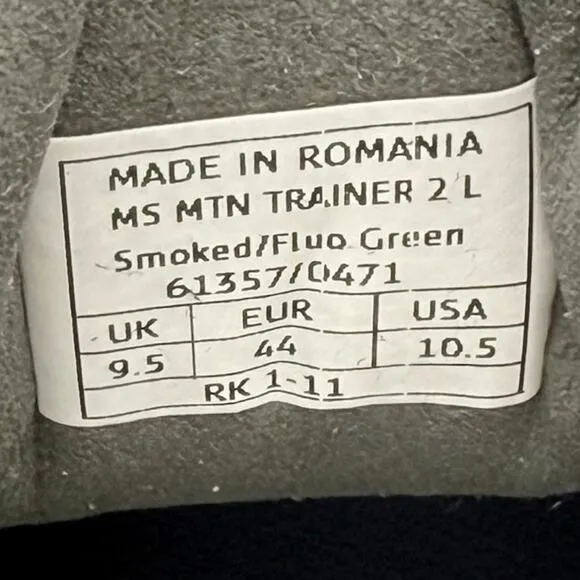 MADE IN ROMANIA
MS MTN TRAINER 2 L
Smoked/Fluo Green
61357/0471
UK EUR USA
9.5 44 10.5
RK 1-11